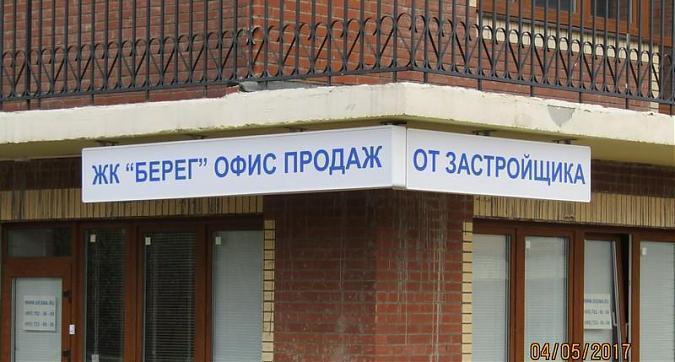 ЖК "БЕРЕГ" ОФИС ПРОДАЖ
ОТ ЗАСТРОЙЩИКА
04/05/2017